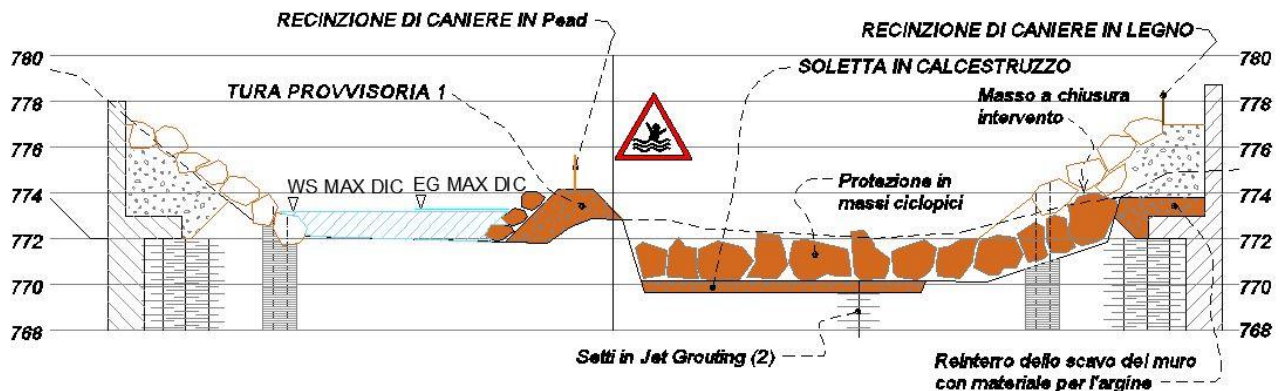 RECINZIONE DI CANIERE IN Pead
RECINZIONE DI CANIERE IN LEGNO
780
780
SOLETTA IN CALCESTRUZZO
TURA PROVVISORIA 1
Masso a chiusura
intervento
778
778
776
776
WS MAX DIC
EG MAX DIC
Protezione in
massi ciclopici
774
774
772
772
770
770
768
768
Setti in Jet Grouting (2)
Reinterro dello scavo del muro
con materiale per l'argine